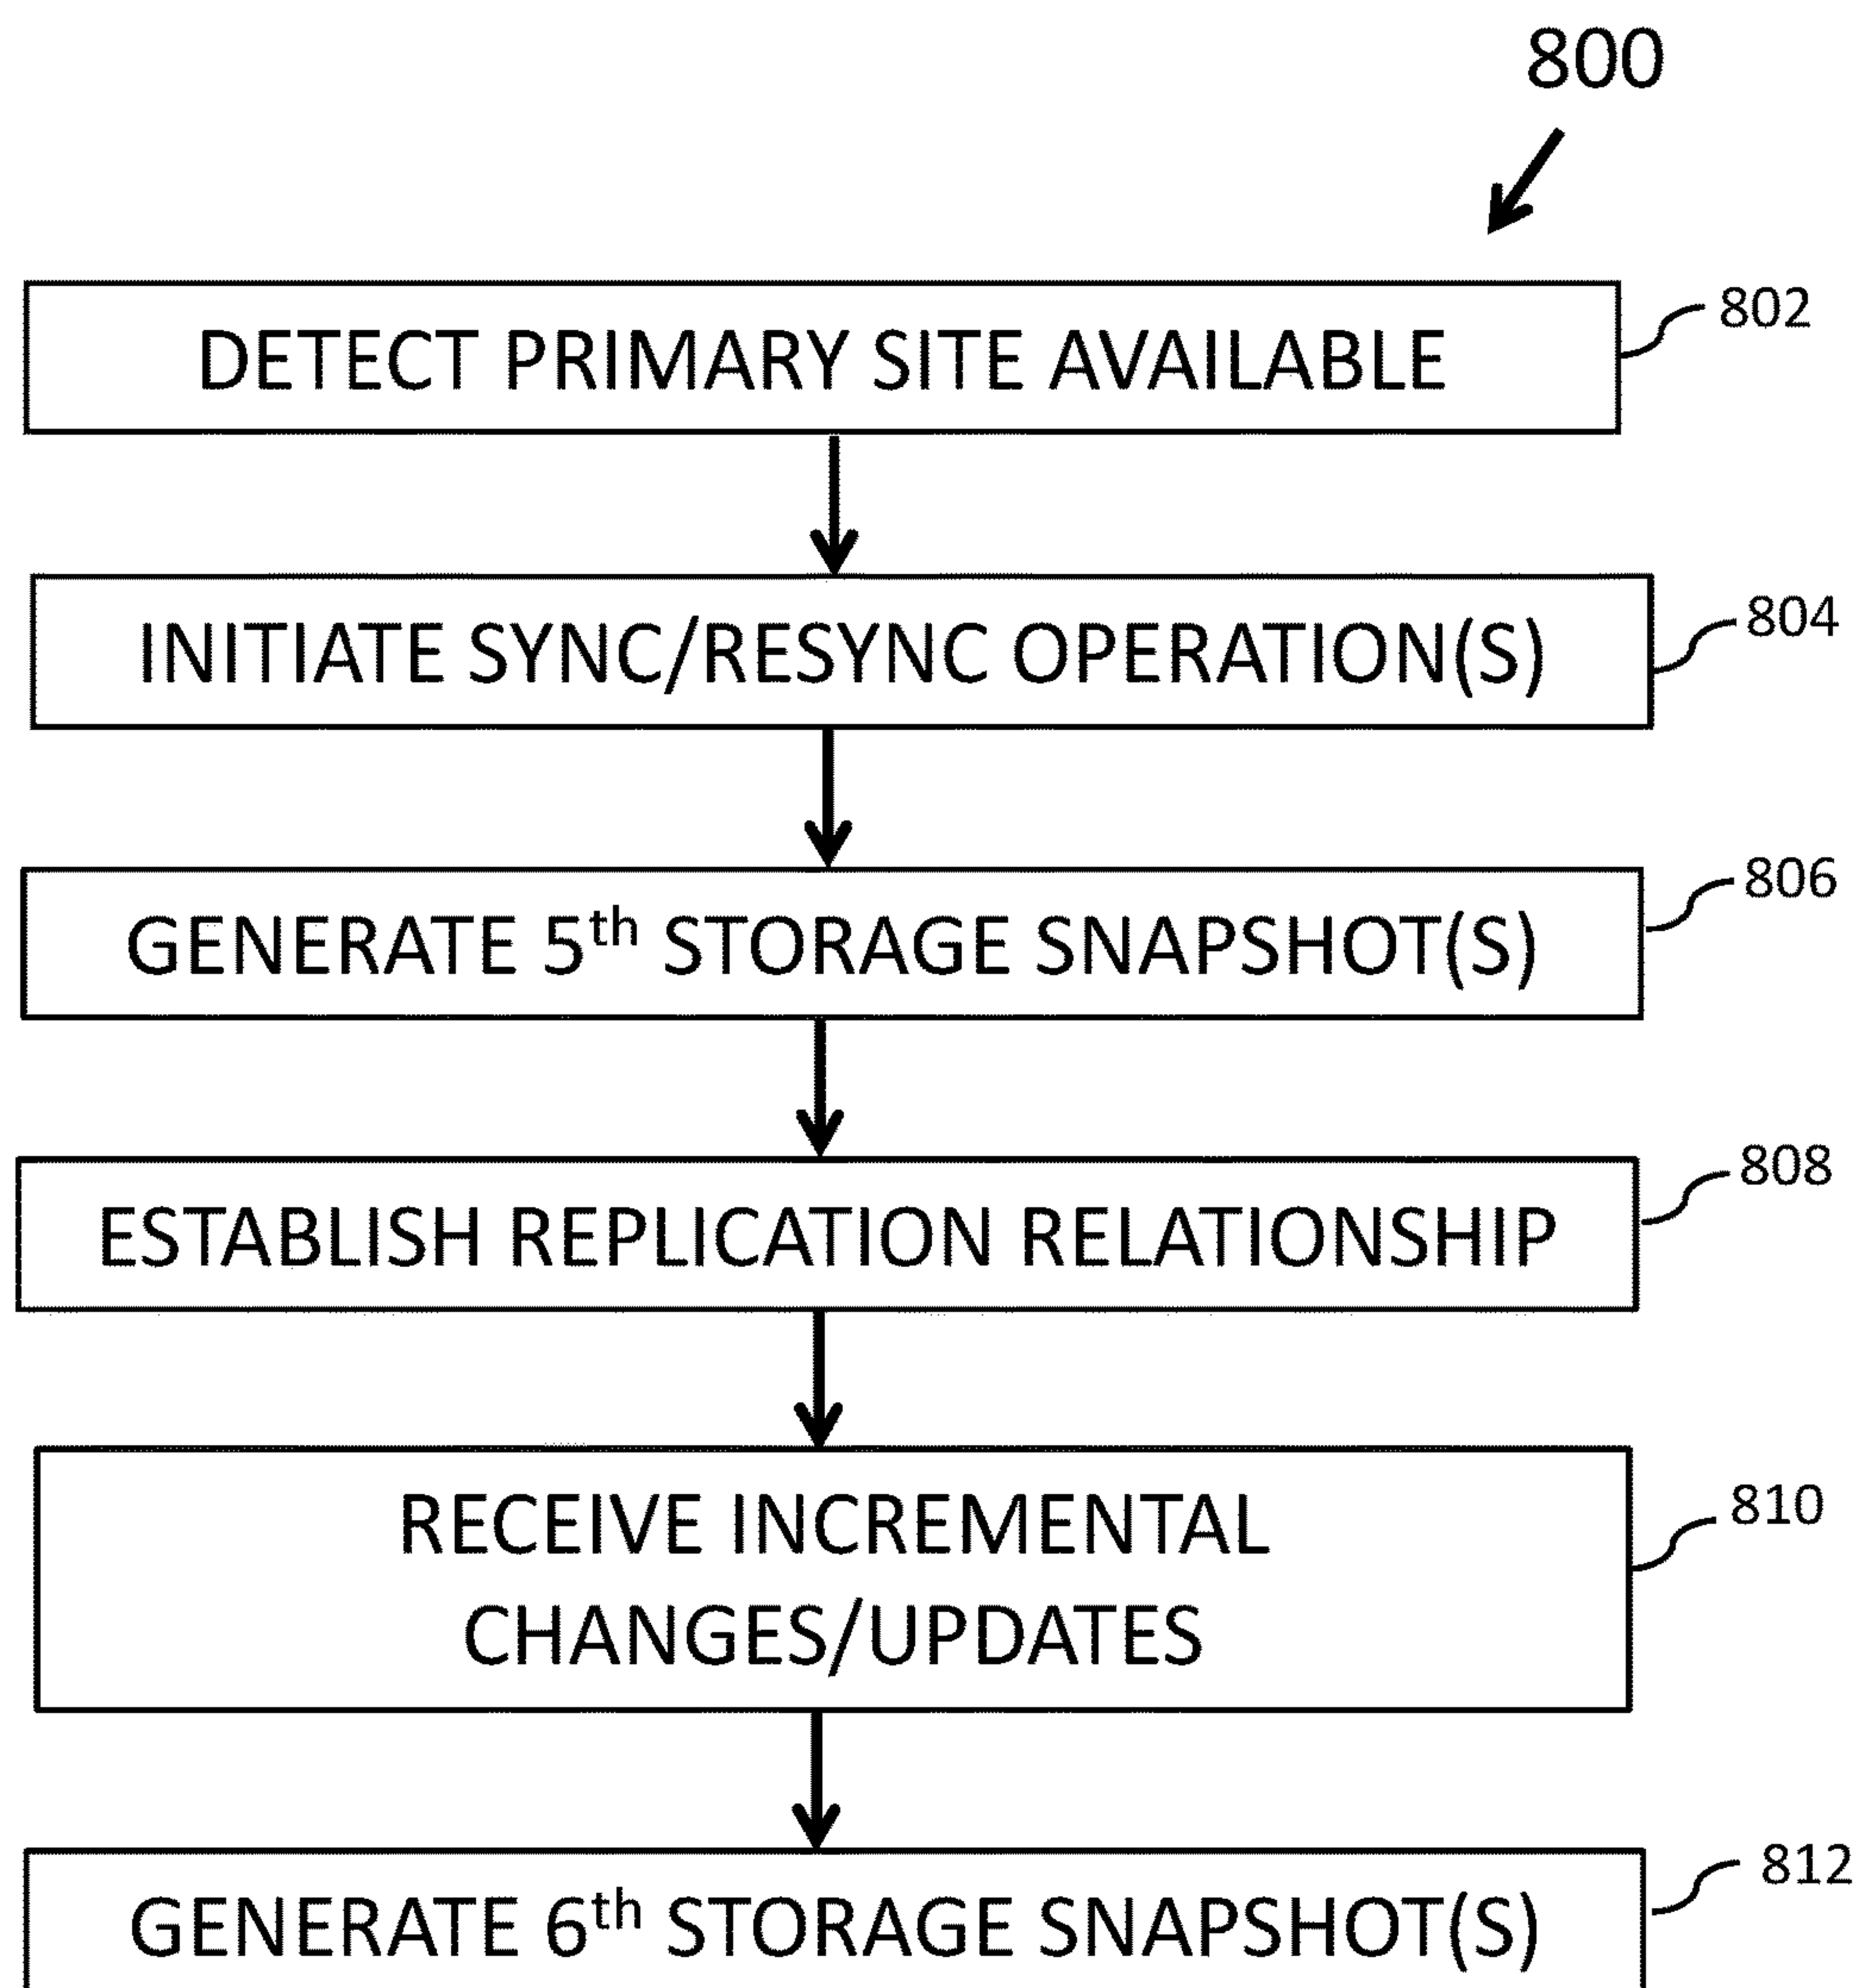 800
DETECT PRIMARY SITE AVAILABLE
802
INITIATE SYNC/RESYNC OPERATION(S)
804
GENERATE 5th STORAGE SNAPSHOT(S)
806
ESTABLISH REPLICATION RELATIONSHIP
808
RECEIVE INCREMENTAL
CHANGES/UPDATES
810
GENERATE 6th STORAGE SNAPSHOT(S)
812